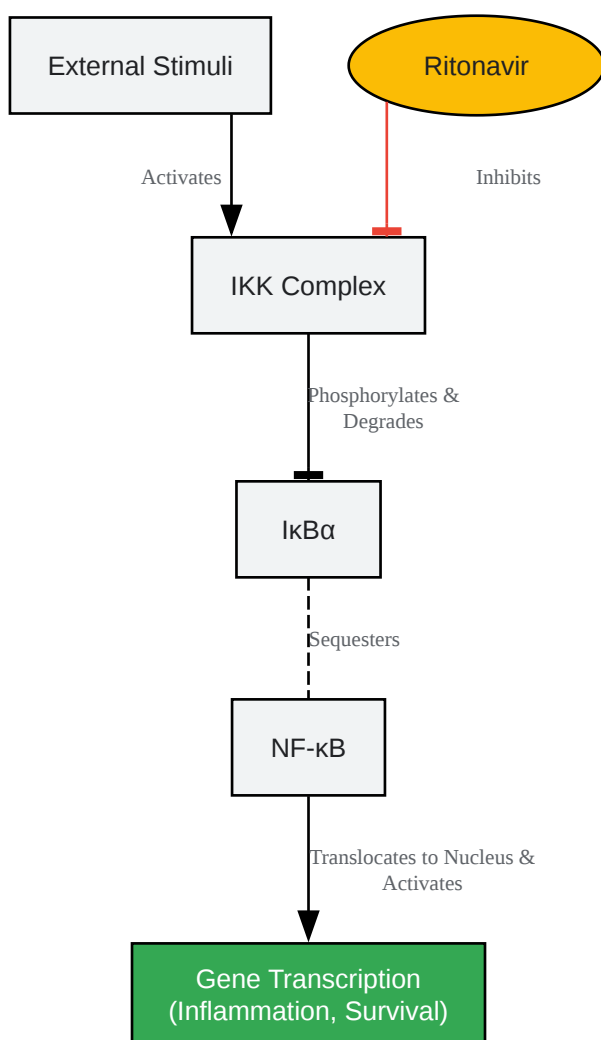 External Stimuli
Ritonavir
Activates
Inhibits
IKK Complex
Phosphorylates &
Degrades
IκBα
Sequesters
NF-κB
Translocates to Nucleus &
Activates
Gene Transcription
(Inflammation, Survival)